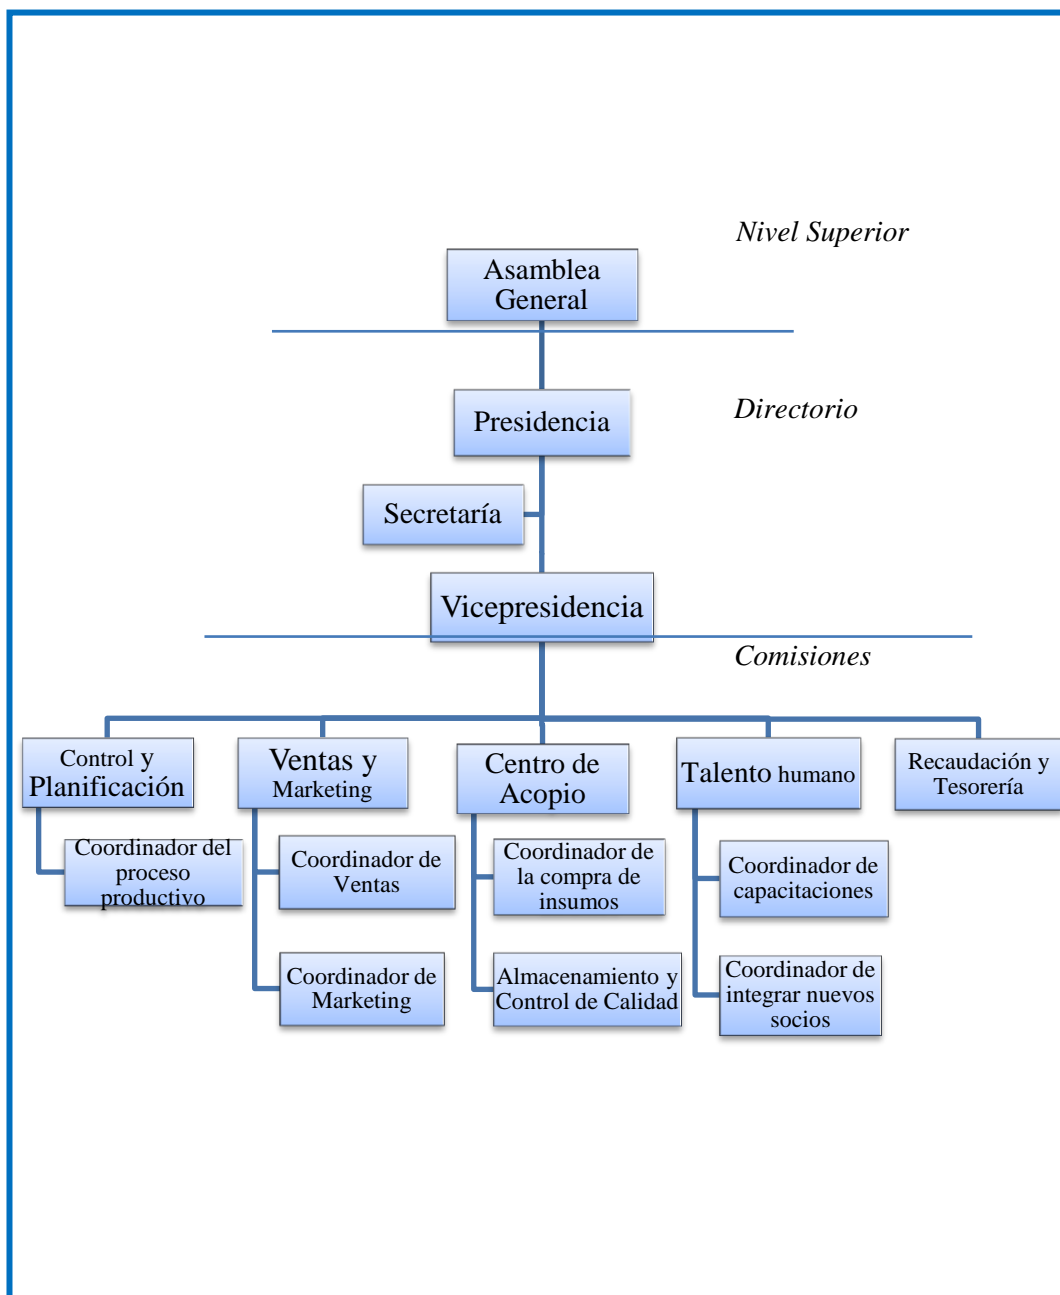 Nivel Superior
Asamblea
General
Directorio
Presidencia
Secretaría
Vicepresidencia
Comisiones
Control y
Planificación
Ventas y
Marketing
Centro de
Acopio
Talento humano
Recaudación y
Tesorería
Coordinador del
proceso
productivo
Coordinador de
Ventas
Coordinador de
la compra de
insumos
Coordinador de
capacitaciones
Coordinador de
Marketing
Almacenamiento y
Control de Calidad
Coordinador de
integrar nuevos
socios